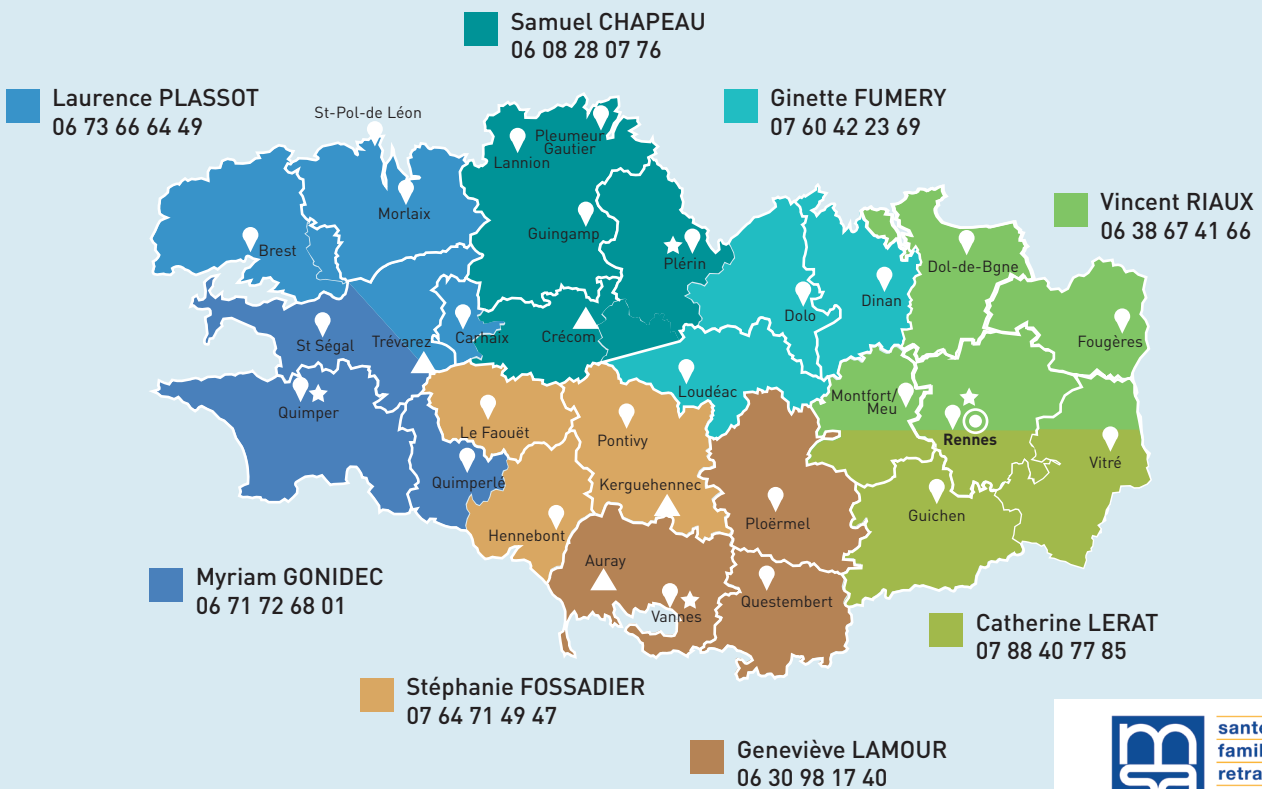 Samuel CHAPEAU
06 08 28 07 76
Laurence PLASSOT
06 73 66 64 49
Ginette FUMERY
07 60 42 23 69
Vincent RIAUX
06 38 67 41 66
St-Pol-de Léon
Pleumeur
Gautier
Lannion
Morlaix
Guingamp
Brest
Plérin
Dol-de-Bgne
Dinan
Dolo
St Ségal
Trévarez
Carhaix
Crécom
Fougères
Loudéac
Montfort/
Meu
Quimper
Le Faouët
Pontivy
Rennes
Vitré
Quimperlé
Kerguehennec
Ploërmel
Guichen
Hennebont
Auray
Vannes
Questembert
Myriam GONIDEC
06 71 72 68 01
Catherine LERAT
07 88 40 77 85
Stéphanie FOSSADIER
07 64 71 49 47
Geneviève LAMOUR
06 30 98 17 40